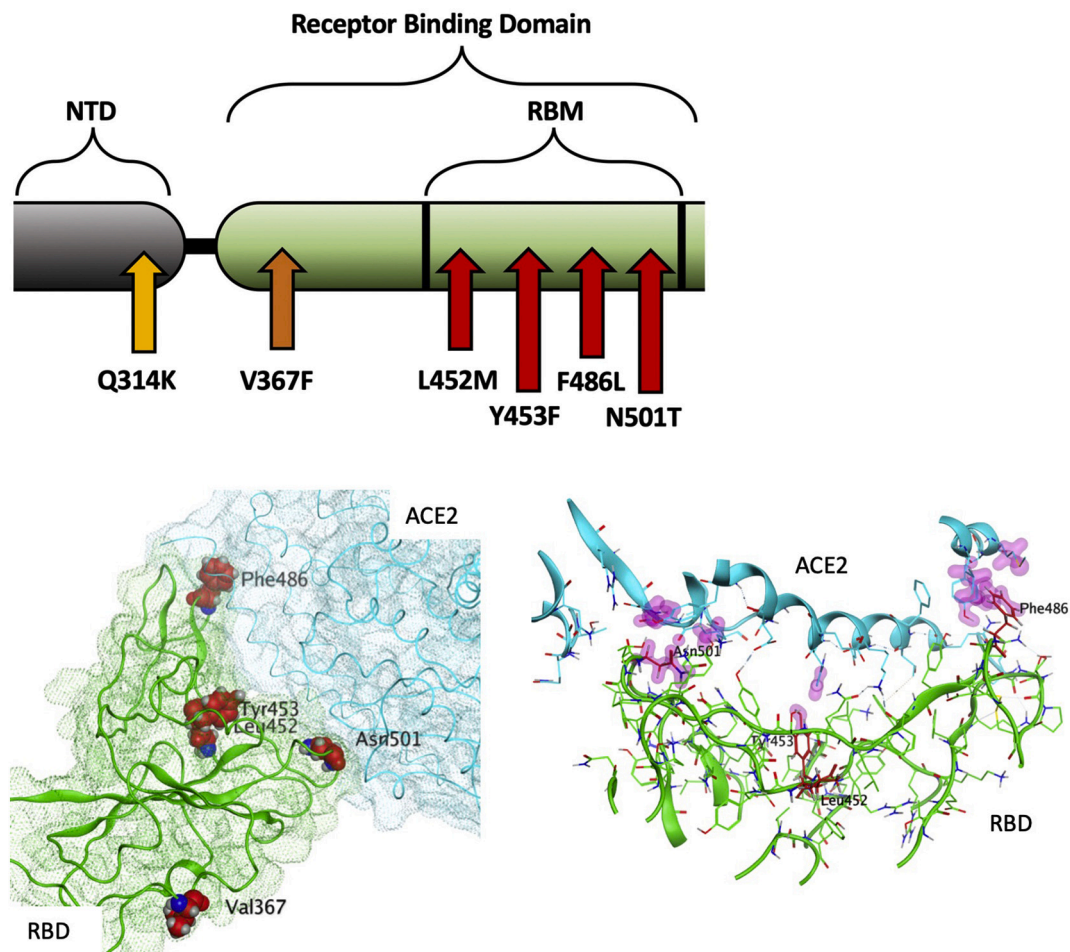 Receptor Binding Domain
NTD
RBM
Q314K
V367F
L452M
Y453F
F486L
N501T
ACE2
Phe486
Tyr453
Leu452
Asn501
Val367
RBD
ACE2
Phe486
Asn501
Tyr453
Leu452
RBD